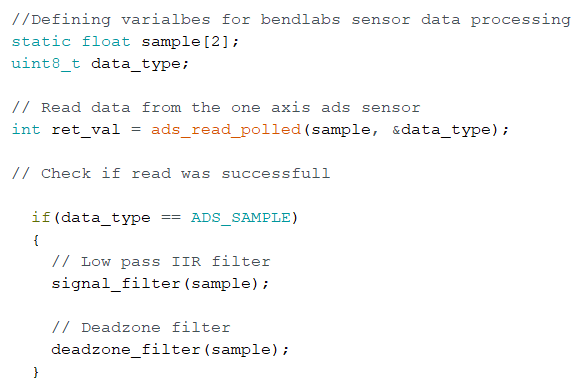 //Defining varialbes for bendlabs sensor data processing
static float sample[2];
uint8_t data_type;

// Read data from the one axis ads sensor
int ret_val = ads_read_polled(sample, &data_type);

// Check if read was successfull

  if(data_type == ADS_SAMPLE)
  {
    // Low pass IIR filter
    signal_filter(sample);

    // Deadzone filter
    deadzone_filter(sample);
  }